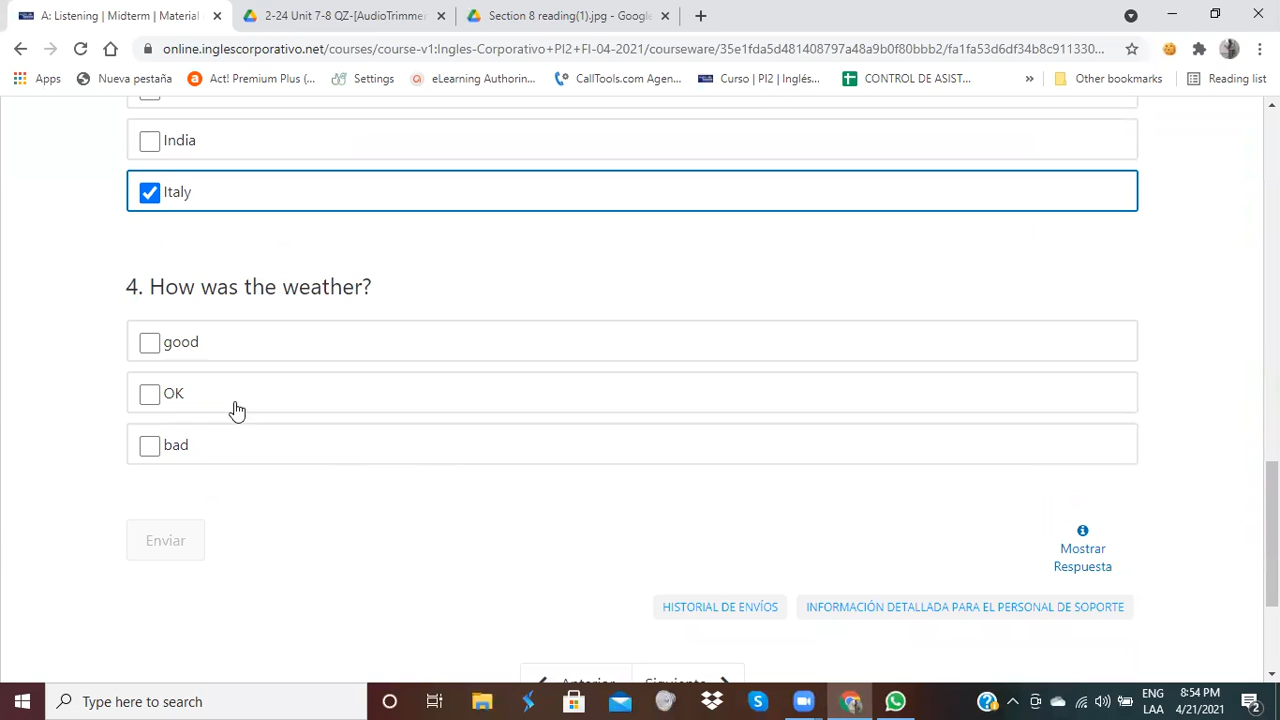 A: Listening | Midterm | Material
2-24 Unit 7-8 QZ-[AudioTrimmer
Section 8 reading(1).jpg - Google
online.inglescorporativo.net/courses/course-v1:Ingles-Corporativo+PI2+FI-04-2021/courseware/35e1fda5d481408797a48a9b0f80bbb2/fa1fa53d6df34b8c911330...
Apps
Nueva pestaña
Act! Premium Plus (...
Settings
eLearning Authorin...
CallTools.com Agen...
Curso | PI2 | Inglés...
CONTROL DE ASIST...
»
Other bookmarks
Reading list
India
Italy
4. How was the weather?
good
OK
bad
Enviar
Mostrar
Respuesta
HISTORIAL DE ENVÍOS
INFORMACIÓN DETALLADA PARA EL PERSONAL DE SOPORTE
Anterior
Siguiente
Type here to search
ENG
LAA
8:54 PM
4/21/2021
2